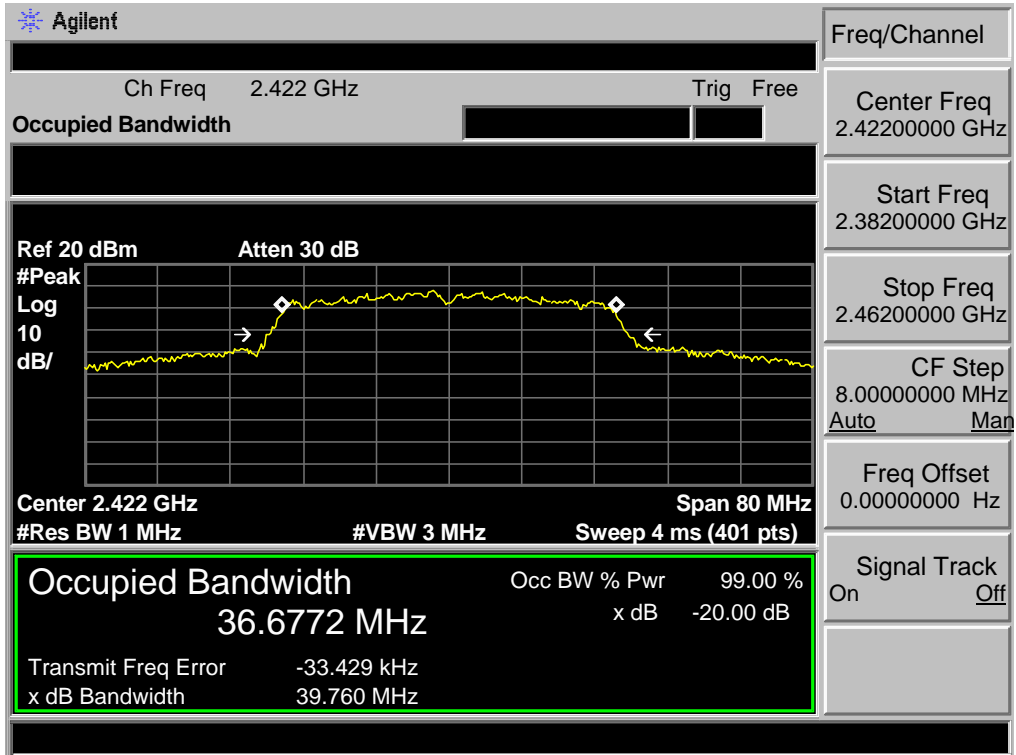 Agilent
Freq/Channel
Ch Freq 2.422 GHz Trig Free
Occupied Bandwidth
Center Freq
2.42200000 GHz
Start Freq
2.38200000 GHz
Ref 20 dBm Atten 30 dB
#Peak
Log
10
dB/
Stop Freq
2.46200000 GHz
CF Step
8.00000000 MHz
Auto Man
Freq Offset
0.00000000 Hz
Center 2.422 GHz Span 80 MHz
#Res BW 1 MHz #VBW 3 MHz Sweep 4 ms (401 pts)
Signal Track
On Off
Occupied Bandwidth Occ BW % Pwr 99.00 %
36.6772 MHz x dB -20.00 dB
Transmit Freq Error -33.429 kHz
x dB Bandwidth 39.760 MHz